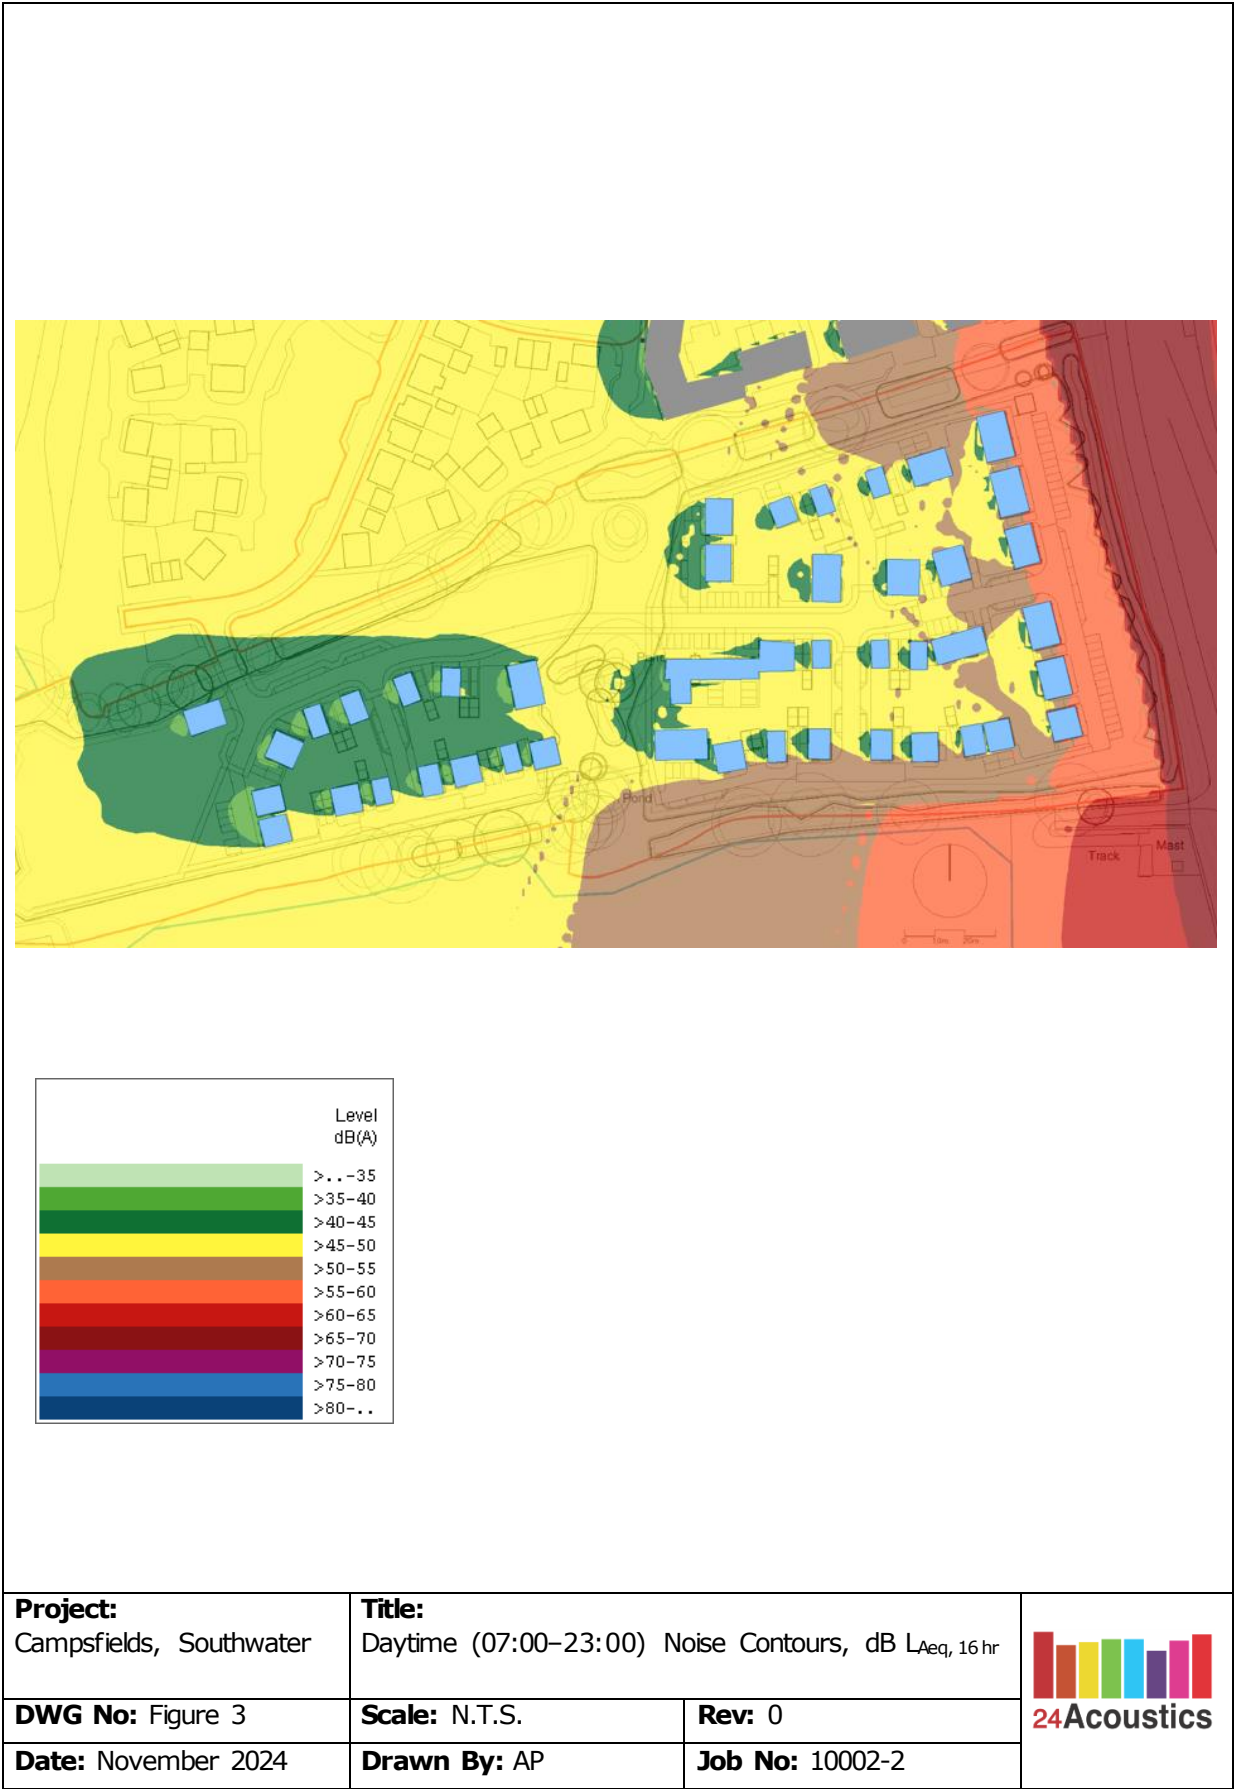 Pond
Track
Mast
0 10m 20m
Level
dB(A)
>..-35
>35-40
>40-45
>45-50
>50-55
>55-60
>60-65
>65-70
>70-75
>75-80
>80-..
Project:
Campsfields, Southwater
Title:
Daytime (07:00–23:00) Noise Contours, dB LAeq, 16 hr
DWG No: Figure 3
Scale: N.T.S.
Rev: 0
Date: November 2024
Drawn By: AP
Job No: 10002-2
24Acoustics